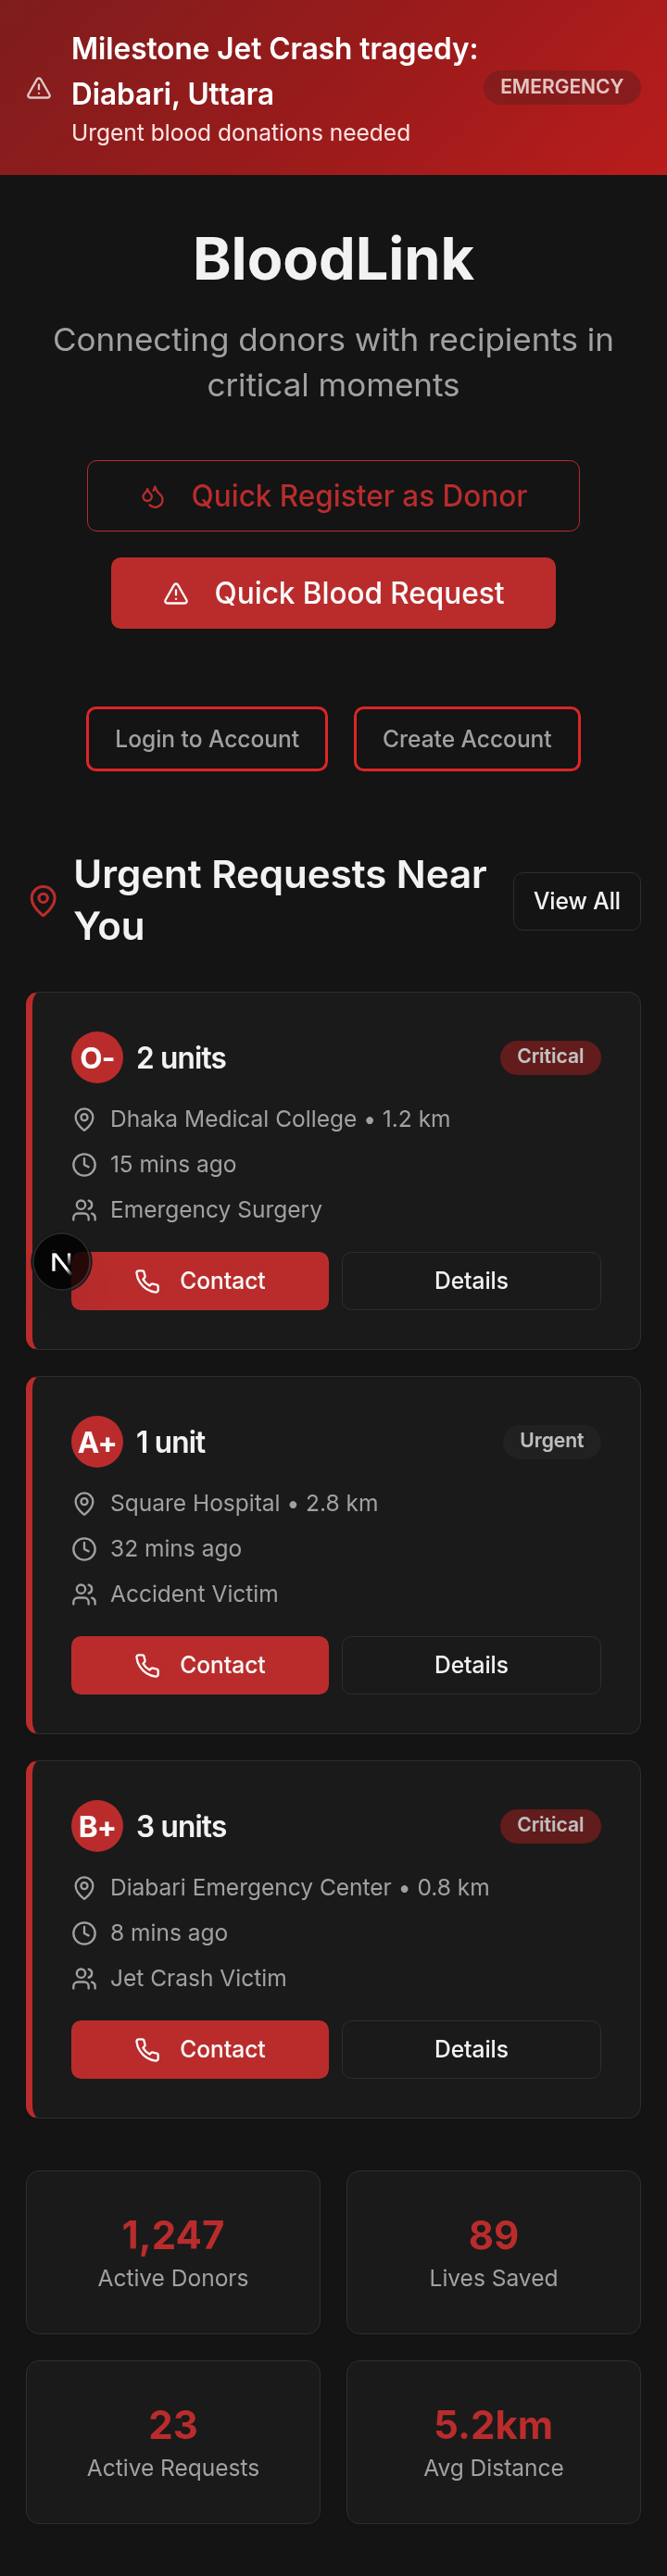 Milestone Jet Crash tragedy:
Diabari, Uttara
Urgent blood donations needed
EMERGENCY
BloodLink
Connecting donors with recipients in
critical moments
Quick Register as Donor
Quick Blood Request
Login to Account
Create Account
Urgent Requests Near
You
View All
O- 2 units
Critical
Dhaka Medical College • 1.2 km
15 mins ago
Emergency Surgery
N
Contact
Details
A+ 1 unit
Urgent
Square Hospital • 2.8 km
32 mins ago
Accident Victim
Contact
Details
B+ 3 units
Critical
Diabari Emergency Center • 0.8 km
8 mins ago
Jet Crash Victim
Contact
Details
1,247
Active Donors
89
Lives Saved
23
Active Requests
5.2km
Avg Distance